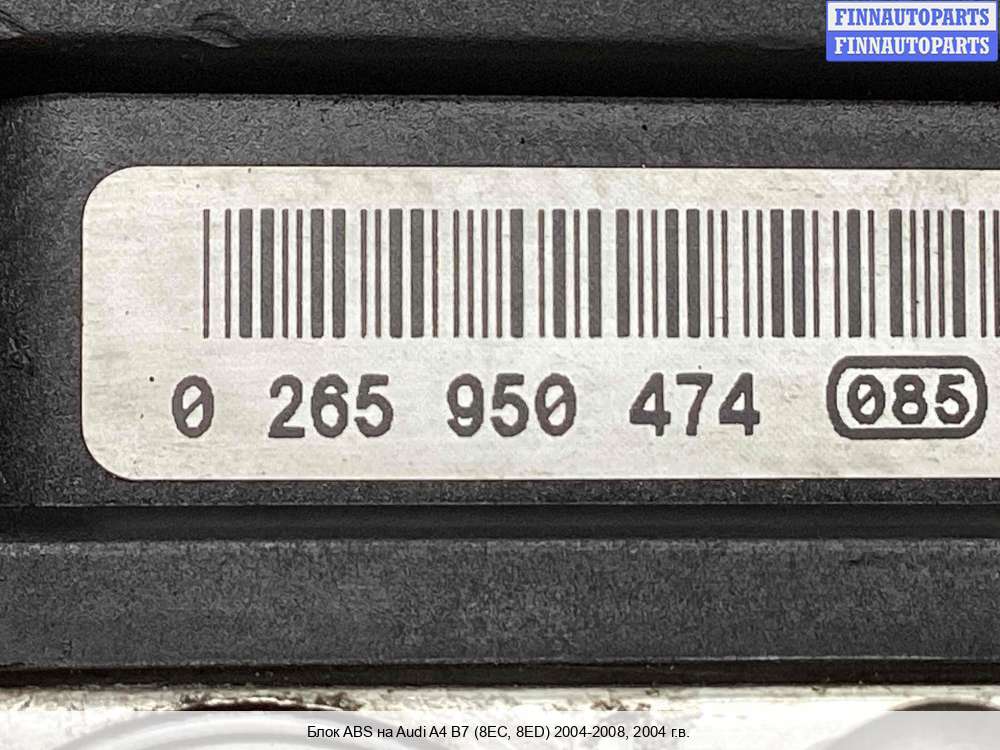 FINNAUTOPARTS
FINNAUTOPARTS
0 265 950 474 085
Блок ABS на Audi A4 B7 (8EC, 8ED) 2004-2008, 2004 г.в.